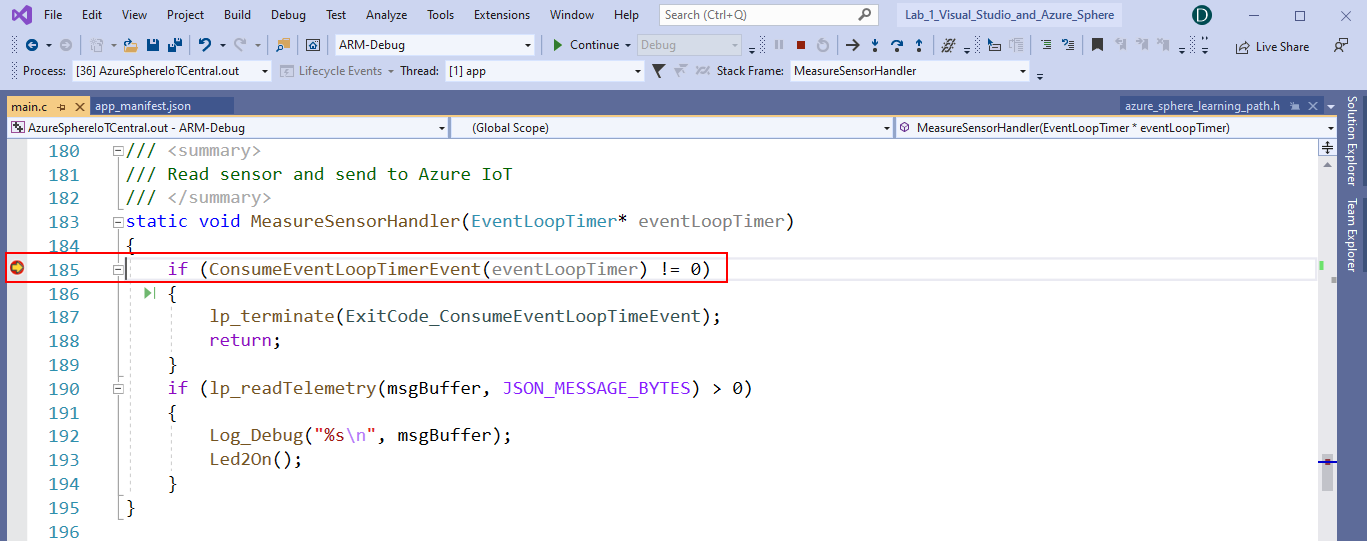 File Edit View Project Build Debug Test Analyze Tools Extensions Window Help Search (Ctrl+Q) Lab_1_Visual_Studio_and_Azure_Sphere D
ARM-Debug Continue Debug Live Share
Process: [36] AzureSphereIoTCentral.out Lifecycle Events Thread: [1] app Stack Frame: MeasureSensorHandler
main.c app_manifest.json azure_sphere_learning_path.h
AzureSphereIoTCentral.out - ARM-Debug (Global Scope) MeasureSensorHandler(EventLoopTimer * eventLoopTimer)
180 /// <summary>
181 /// Read sensor and send to Azure IoT
182 /// </summary>
183 static void MeasureSensorHandler(EventLoopTimer* eventLoopTimer)
184 {
185 if (ConsumeEventLoopTimerEvent(eventLoopTimer) != 0)
186 {
187 lp_terminate(ExitCode_ConsumeEventLoopTimeEvent);
188 return;
189 }
190 if (lp_readTelemetry(msgBuffer, JSON_MESSAGE_BYTES) > 0)
191 {
192 Log_Debug("%s\n", msgBuffer);
193 Led2On();
194 }
195 }
196
Solution Explorer
Team Explorer